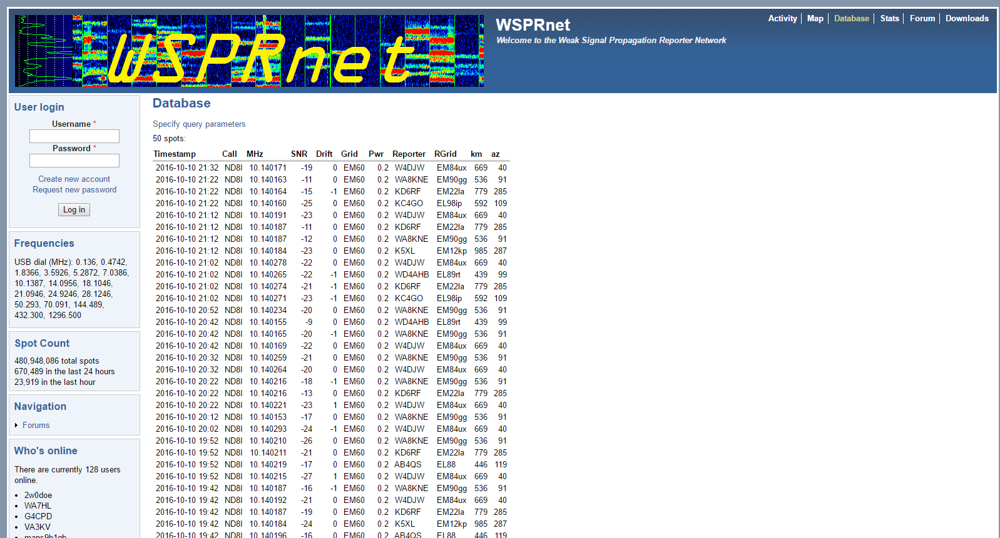 WSPRnet
WSPRnet
Welcome to the Weak Signal Propagation Reporter Network
Activity Map Database Stats Forum Downloads
User login
Username *
Password *
Create new account
Request new password
Log in
Frequencies
USB dial (MHz): 0.136, 0.4742,
1.8366, 3.5926, 5.2872, 7.0386,
10.1387, 14.0956, 18.1046,
21.0946, 24.9246, 28.1246,
50.293, 70.091, 144.489,
432.300, 1296.500
Spot Count
480,948,086 total spots
670,489 in the last 24 hours
23,919 in the last hour
Navigation
Forums
Who's online
There are currently 128 users
online.
2w0doe
WA7HL
G4CPD
VA3KV
Database
Specify query parameters
50 spots:
Timestamp Call MHz SNR Drift Grid Pwr Reporter RGrid km az
2016-10-10 21:32 ND8I 10.140171 -19 0 EM60 0.2 W4DJW EM84ux 669 40
2016-10-10 21:22 ND8I 10.140163 -11 0 EM60 0.2 WA8KNE EM90gg 536 91
2016-10-10 21:22 ND8I 10.140164 -15 -1 EM60 0.2 KD6RF EM22la 779 285
2016-10-10 21:22 ND8I 10.140160 -25 0 EM60 0.2 KC4GO EL98ip 592 109
2016-10-10 21:12 ND8I 10.140191 -23 0 EM60 0.2 W4DJW EM84ux 669 40
2016-10-10 21:12 ND8I 10.140187 -11 0 EM60 0.2 KD6RF EM22la 779 285
2016-10-10 21:12 ND8I 10.140187 -12 0 EM60 0.2 WA8KNE EM90gg 536 91
2016-10-10 21:12 ND8I 10.140184 -23 0 EM60 0.2 K5XL EM12kp 985 287
2016-10-10 21:02 ND8I 10.140278 -22 0 EM60 0.2 W4DJW EM84ux 669 40
2016-10-10 21:02 ND8I 10.140265 -22 -1 EM60 0.2 WD4AHB EL89rt 439 99
2016-10-10 21:02 ND8I 10.140274 -21 -1 EM60 0.2 KD6RF EM22la 779 285
2016-10-10 21:02 ND8I 10.140271 -23 -1 EM60 0.2 KC4GO EL98ip 592 109
2016-10-10 20:52 ND8I 10.140234 -20 0 EM60 0.2 WA8KNE EM90gg 536 91
2016-10-10 20:42 ND8I 10.140155 -9 0 EM60 0.2 WD4AHB EL89rt 439 99
2016-10-10 20:42 ND8I 10.140165 -20 -1 EM60 0.2 WA8KNE EM90gg 536 91
2016-10-10 20:42 ND8I 10.140169 -22 0 EM60 0.2 W4DJW EM84ux 669 40
2016-10-10 20:32 ND8I 10.140259 -21 0 EM60 0.2 WA8KNE EM90gg 536 91
2016-10-10 20:32 ND8I 10.140264 -20 0 EM60 0.2 W4DJW EM84ux 669 40
2016-10-10 20:22 ND8I 10.140216 -18 -1 EM60 0.2 WA8KNE EM90gg 536 91
2016-10-10 20:22 ND8I 10.140216 -13 0 EM60 0.2 KD6RF EM22la 779 285
2016-10-10 20:22 ND8I 10.140221 -23 1 EM60 0.2 W4DJW EM84ux 669 40
2016-10-10 20:12 ND8I 10.140153 -17 0 EM60 0.2 WA8KNE EM90gg 536 91
2016-10-10 20:02 ND8I 10.140293 -24 -1 EM60 0.2 W4DJW EM84ux 669 40
2016-10-10 19:52 ND8I 10.140210 -26 0 EM60 0.2 WA8KNE EM90gg 536 91
2016-10-10 19:52 ND8I 10.140211 -21 0 EM60 0.2 KD6RF EM22la 779 285
2016-10-10 19:52 ND8I 10.140219 -17 0 EM60 0.2 AB4QS EL88 446 119
2016-10-10 19:52 ND8I 10.140215 -27 1 EM60 0.2 W4DJW EM84ux 669 40
2016-10-10 19:42 ND8I 10.140187 -16 -1 EM60 0.2 WA8KNE EM90gg 536 91
2016-10-10 19:42 ND8I 10.140192 -21 0 EM60 0.2 W4DJW EM84ux 669 40
2016-10-10 19:42 ND8I 10.140187 -19 0 EM60 0.2 KD6RF EM22la 779 285
2016-10-10 19:42 ND8I 10.140184 -24 0 EM60 0.2 K5XL EM12kp 985 287
2016-10-10 19:42 ND8I 10.140196 -16 0 EM60 0.2 AB4QS EL88 446 119